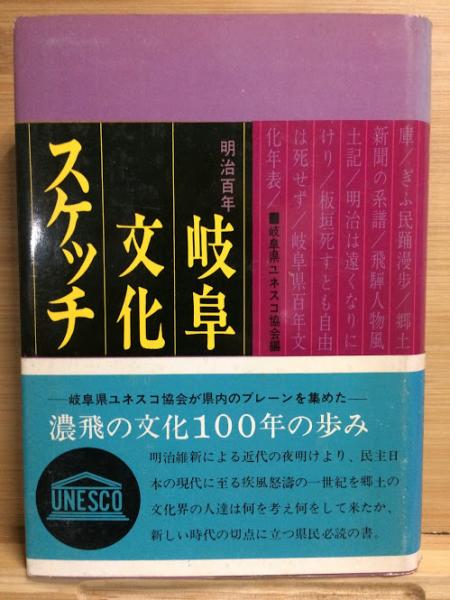 庫/ぎふ民踊漫歩/郷土
新聞の系譜/飛驒人物風
土記/明治は遠くなりに
けり/板垣死すとも自由
は死せず/岐阜県百年文
化年表/■岐阜県ユネスコ協会編
明治百年
岐阜
文化
スケッチ
—岐阜県ユネスコ協会が県内のブレーンを集めた—
濃飛の文化100年の歩み
明治維新による近代の夜明けより、民主日
本の現代に至る疾風怒濤の一世紀を郷土の
文化界の人達は何を考え何をして来たか、
新しい時代の切点に立つ県民必読の書。
UNESCO